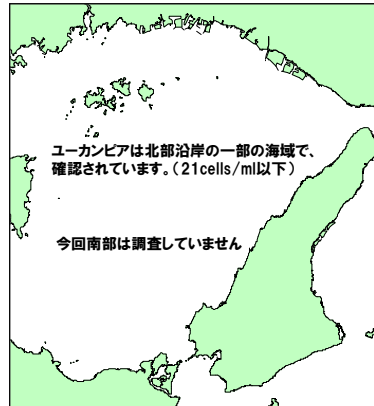 ユーカンピアは北部沿岸の一部の海域で、
確認されています。（21cells/ml以下）
今回南部は調査していません